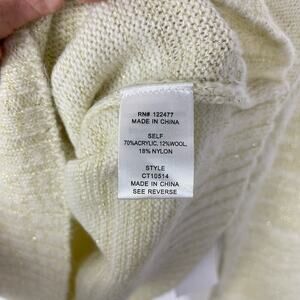 RN# 122477
MADE IN CHINA
SELF
70%ACRYLIC, 12%WOOL,
18% NYLON
STYLE
CT10514
MADE IN CHINA
SEE REVERSE